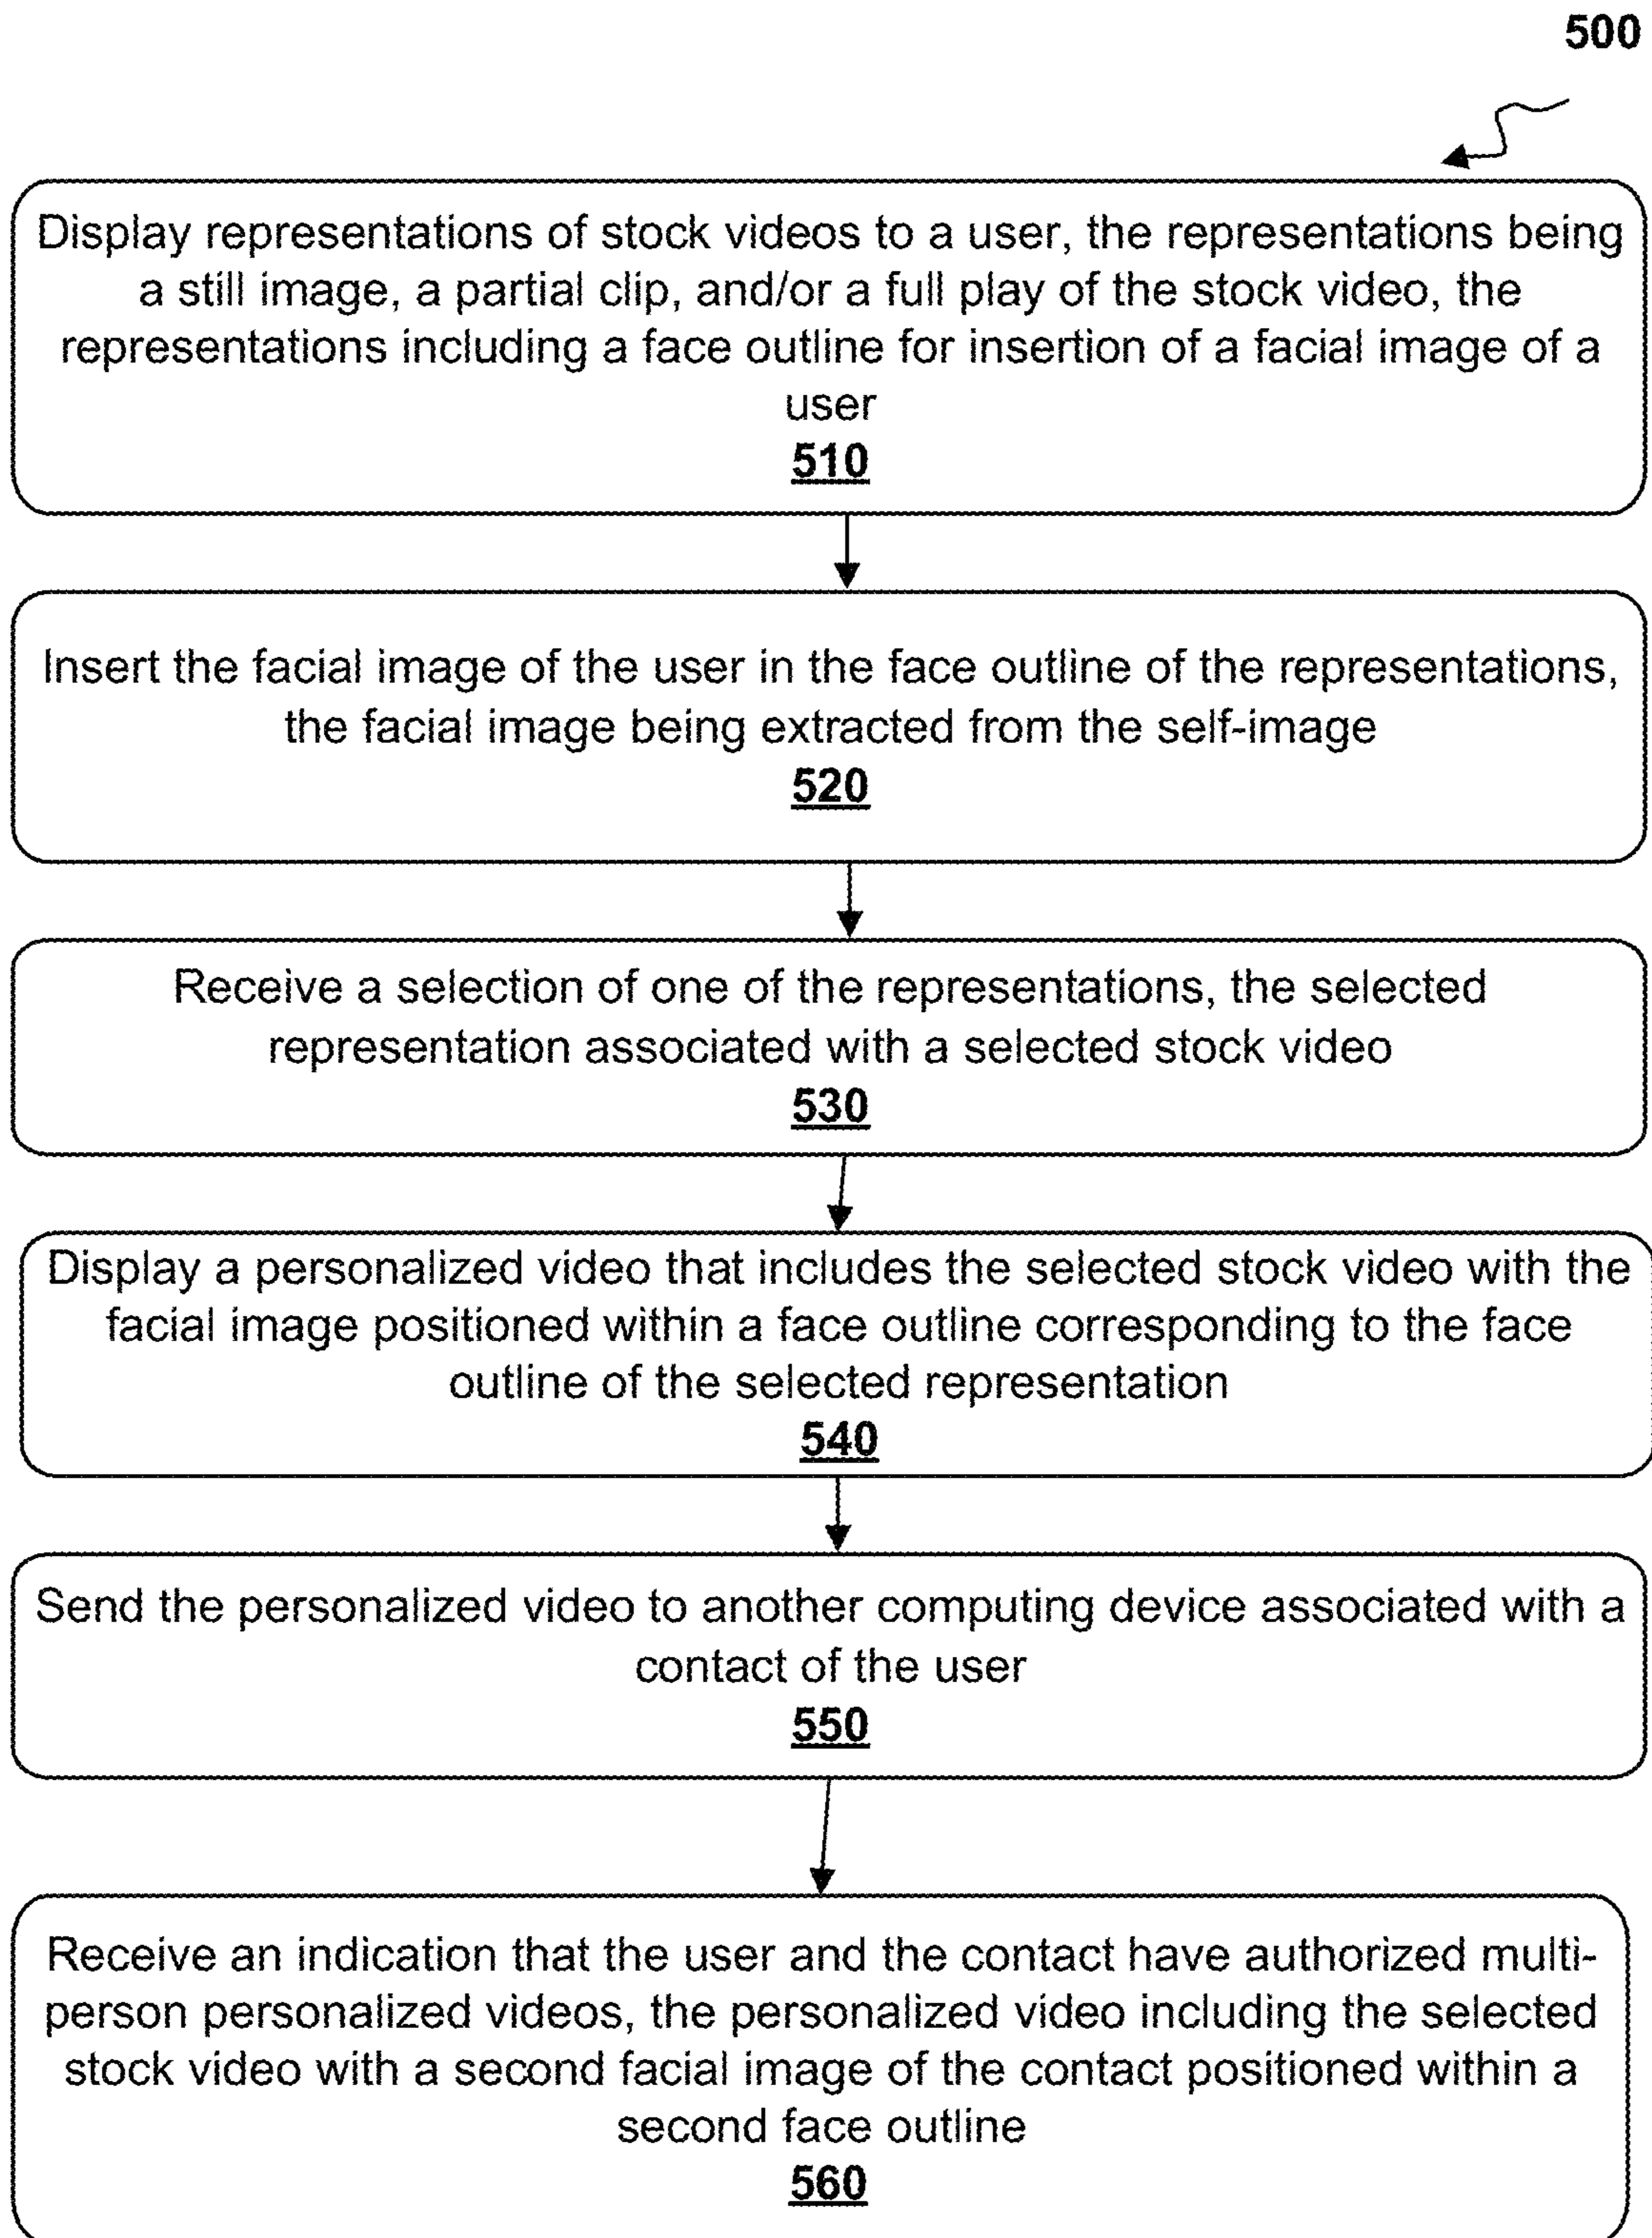 500
Display representations of stock videos to a user, the representations being
a still image, a partial clip, and/or a full play of the stock video, the
representations including a face outline for insertion of a facial image of a
user
510
Insert the facial image of the user in the face outline of the representations,
the facial image being extracted from the self-image
520
Receive a selection of one of the representations, the selected
representation associated with a selected stock video
530
Display a personalized video that includes the selected stock video with the
facial image positioned within a face outline corresponding to the face
outline of the selected representation
540
Send the personalized video to another computing device associated with a
contact of the user
550
Receive an indication that the user and the contact have authorized multi-
person personalized videos, the personalized video including the selected
stock video with a second facial image of the contact positioned within a
second face outline
560